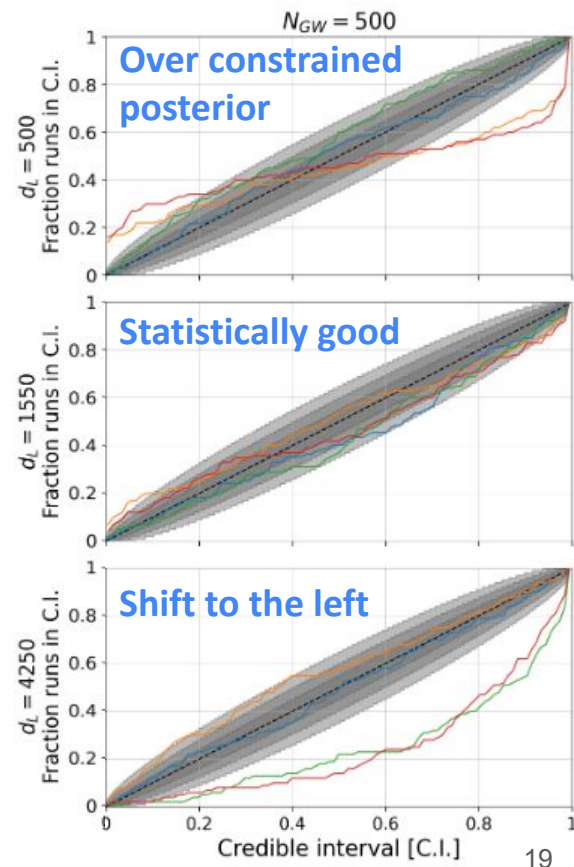 N_GW = 500
Over constrained
posterior
d_L = 500
Fraction runs in C.I.
1
0.8
0.6
0.4
0.2
0
Statistically good
d_L = 1550
Fraction runs in C.I.
1
0.8
0.6
0.4
0.2
0
Shift to the left
d_L = 4250
Fraction runs in C.I.
1
0.8
0.6
0.4
0.2
0
0 0.2 0.4 0.6 0.8 1
Credible interval [C.I.]
19